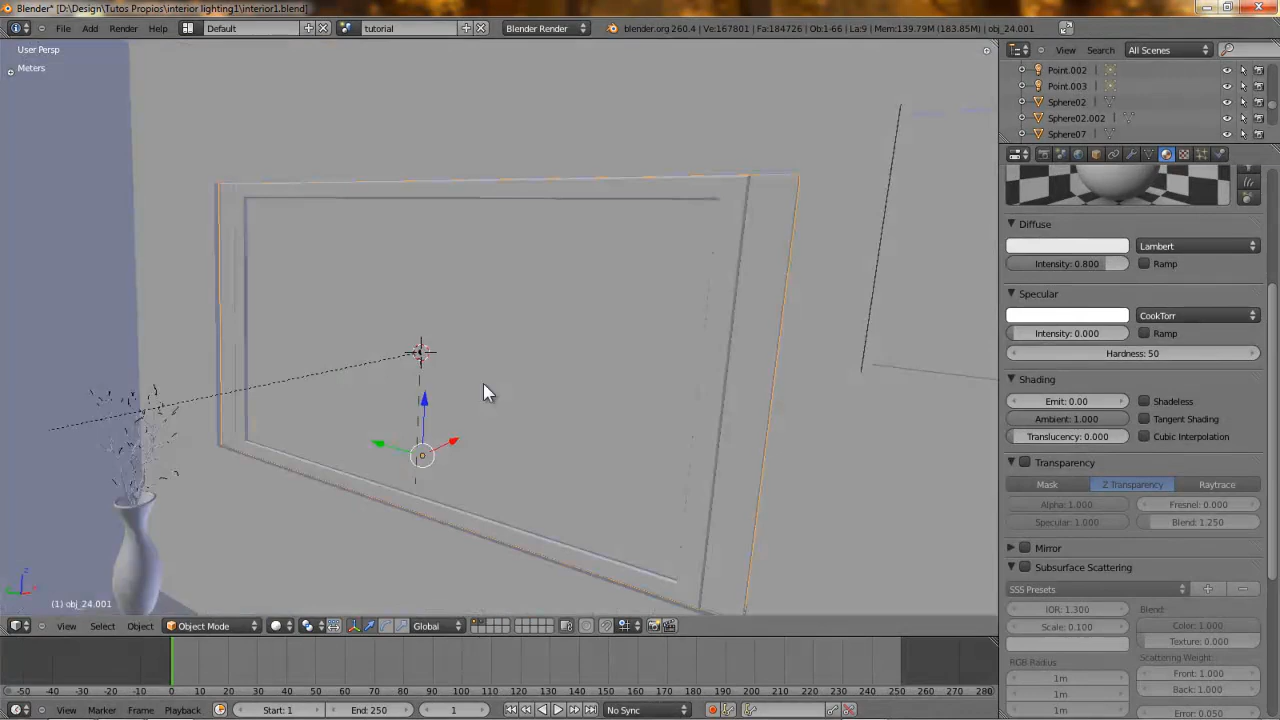 Blender* [D:\Design\Tutos Propios\interior lighting1\interior1.blend]
File Add Render Help Default tutorial Blender Render blender.org 260.4 | Ve:167801 | Fa:184726 | Ob:1-66 | La:9 | Mem:139.79M (183.85M) | obj_24.001
User Persp
Meters
View Search All Scenes
Point.002
Point.003
Sphere02
Sphere02.002
Sphere07
Diffuse
Lambert
Intensity: 0.800 Ramp
Specular
CookTorr
Intensity: 0.000 Ramp
Hardness: 50
Shading
Emit: 0.00 Shadeless
Ambient: 1.000 Tangent Shading
Translucency: 0.000 Cubic Interpolation
Transparency
Mask Z Transparency Raytrace
Alpha: 1.000 Fresnel: 0.000
Specular: 1.000 Blend: 1.250
Mirror
Subsurface Scattering
SSS Presets
IOR: 1.300 Blend:
Scale: 0.100 Color: 1.000
Texture: 0.000
RGB Radius Scattering Weight:
1m Front: 1.000
1m Back: 1.000
1m Error: 0.050
(1) obj_24.001
View Select Object Object Mode Global
-50 -40 -30 -20 -10 0 10 20 30 40 50 60 70 80 90 100 110 120 130 140 150 160 170 180 190 200 210 220 230 240 250 260 270 280
View Marker Frame Playback Start: 1 End: 250 1 No Sync